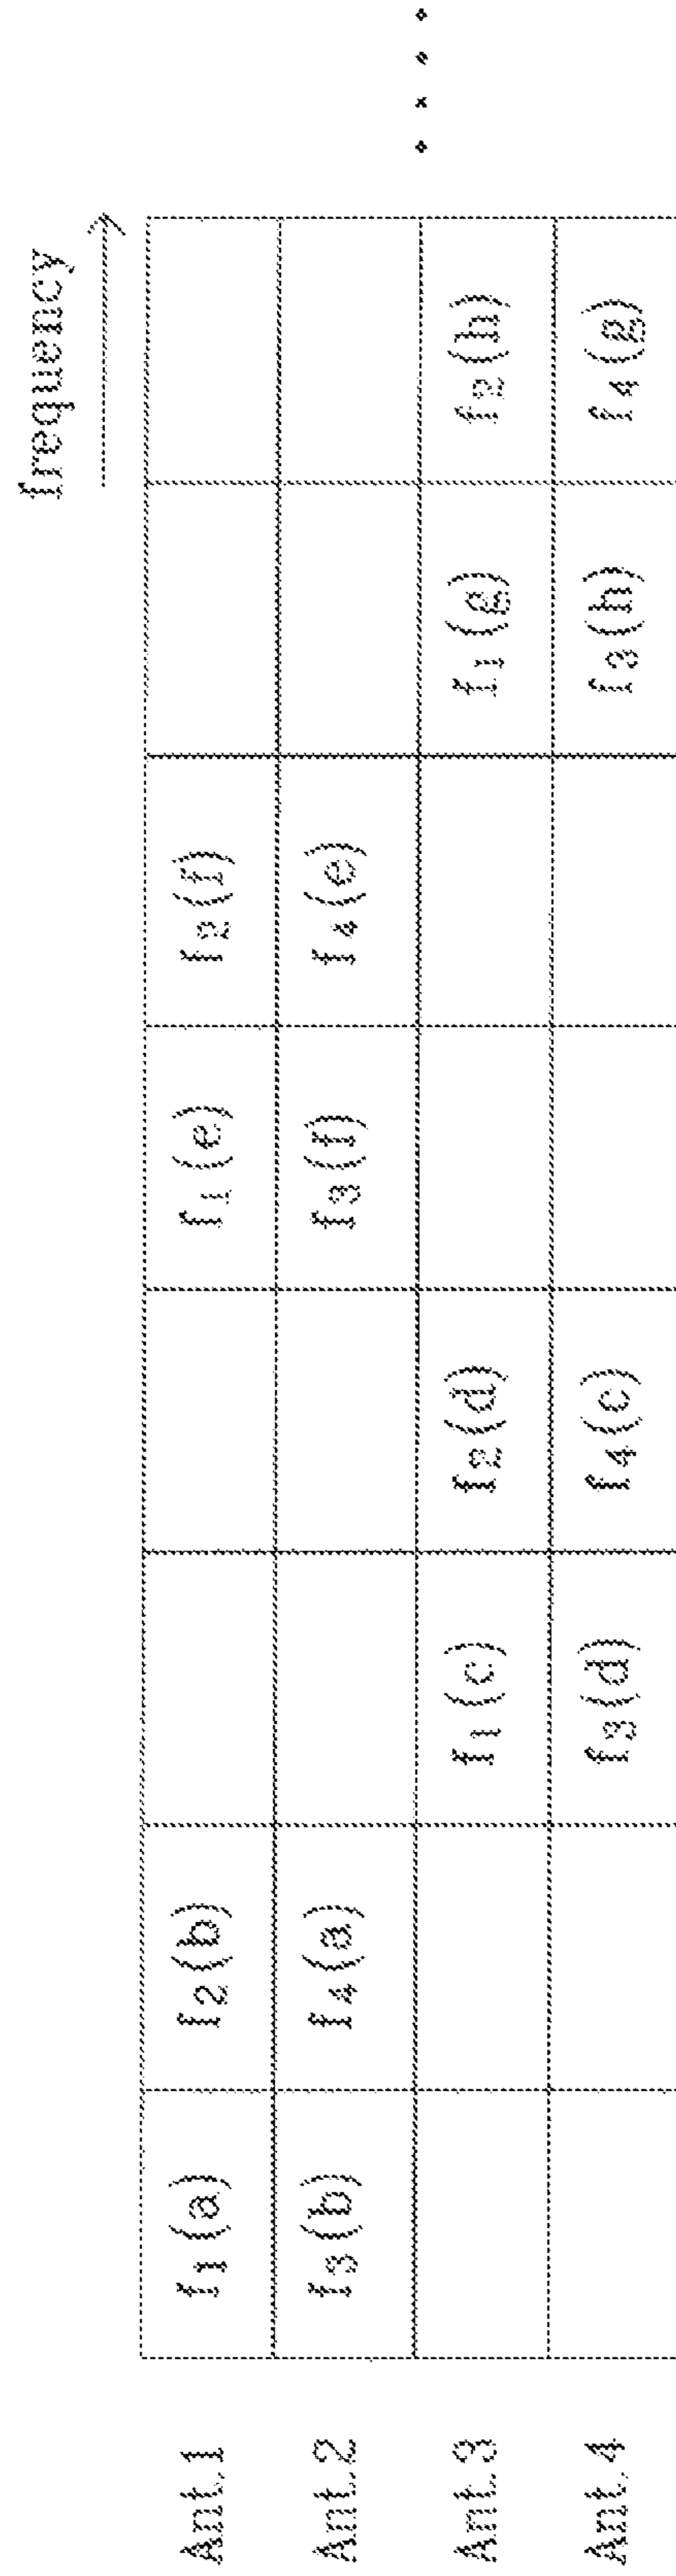 frequency
Ant.1 f1(a) f2(b) f1(e) f2(f)
Ant.2 f3(b) f4(a) f3(f) f4(e)
Ant.3 f1(c) f2(d) f1(g) f2(h)
Ant.4 f3(d) f4(c) f3(h) f4(g)